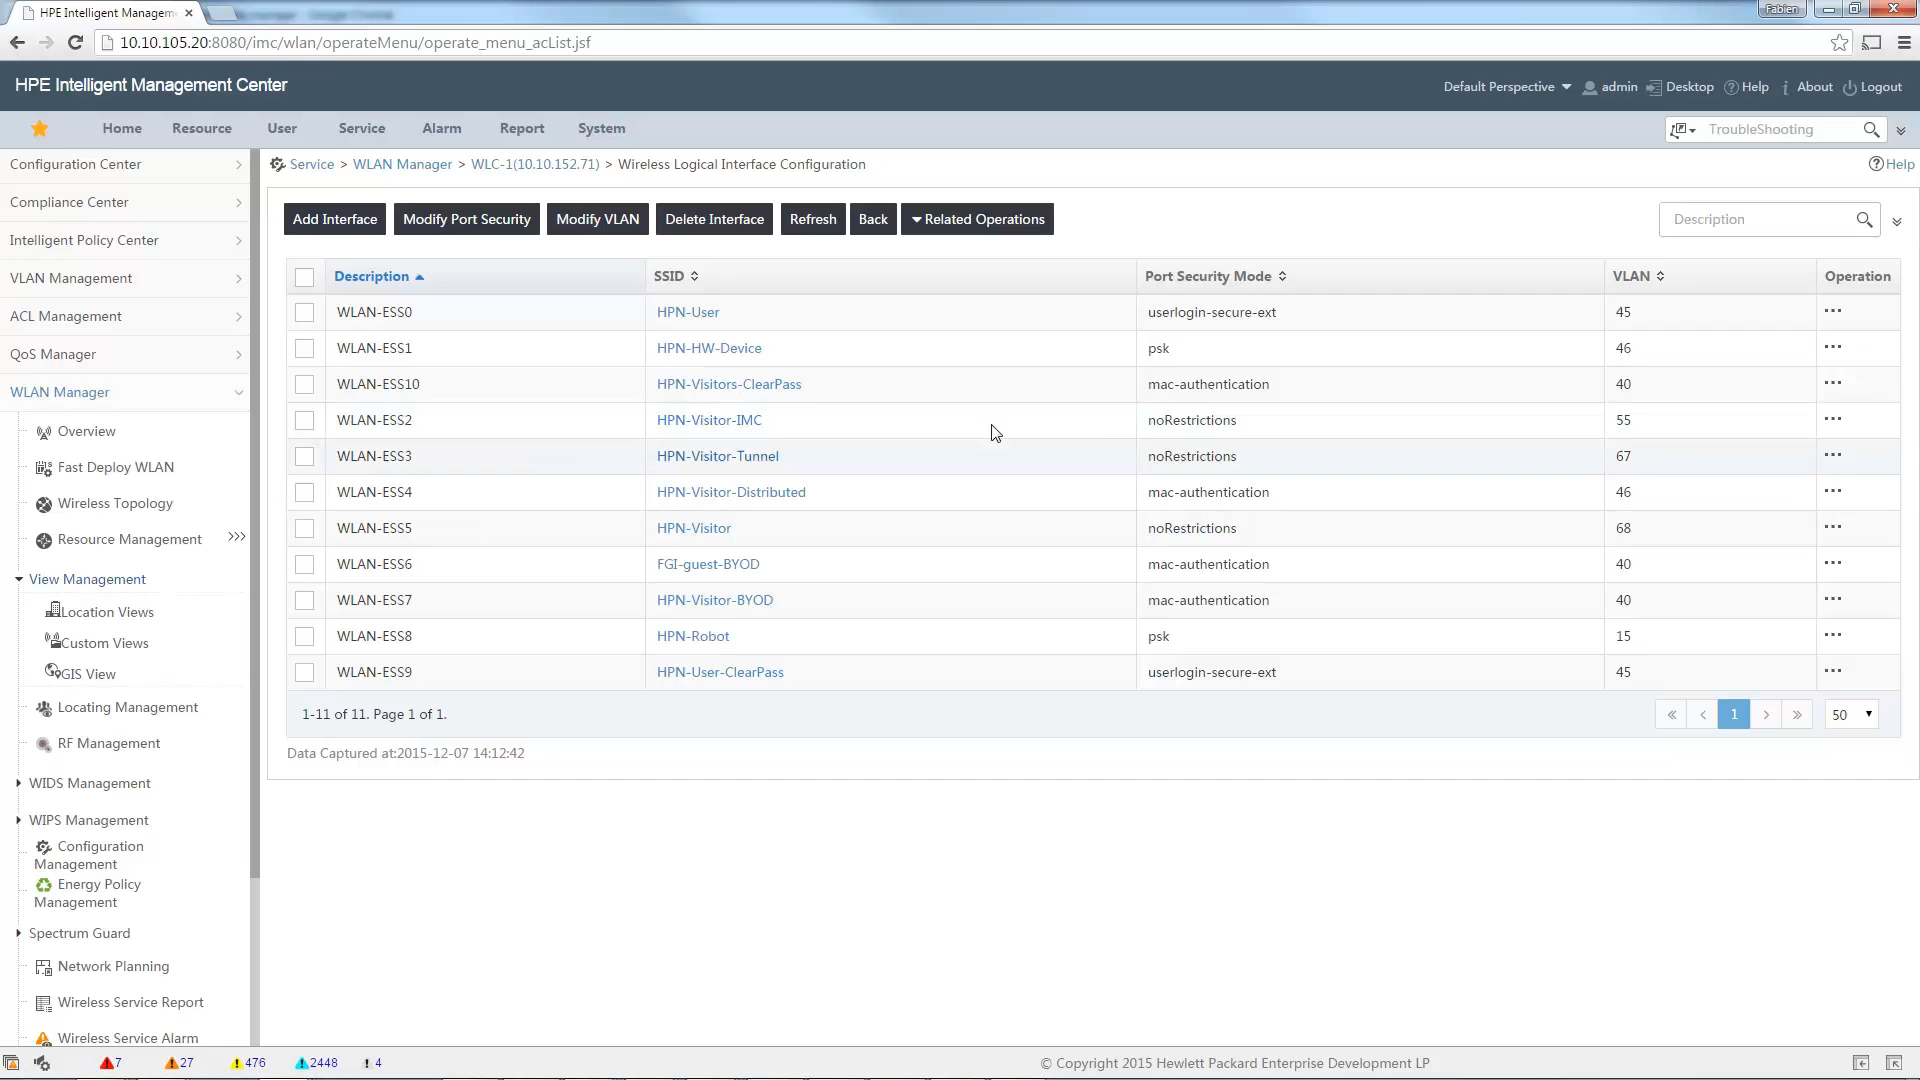 HPE Intelligent Managem
Fabien
10.10.105.20:8080/imc/wlan/operateMenu/operate_menu_acList.jsf
HPE Intelligent Management Center
Default Perspective admin Desktop Help About Logout
Home Resource User Service Alarm Report System
TroubleShooting
Configuration Center
Compliance Center
Intelligent Policy Center
VLAN Management
ACL Management
QoS Manager
WLAN Manager
Overview
Fast Deploy WLAN
Wireless Topology
Resource Management >>>
View Management
Location Views
Custom Views
GIS View
Locating Management
RF Management
WIDS Management
WIPS Management
Configuration
Management
Energy Policy
Management
Spectrum Guard
Network Planning
Wireless Service Report
Wireless Service Alarm
Service > WLAN Manager > WLC-1(10.10.152.71) > Wireless Logical Interface Configuration
Help
Add Interface Modify Port Security Modify VLAN Delete Interface Refresh Back Related Operations
Description
Description SSID Port Security Mode VLAN Operation
WLAN-ESS0 HPN-User userlogin-secure-ext 45 ...
WLAN-ESS1 HPN-HW-Device psk 46 ...
WLAN-ESS10 HPN-Visitors-ClearPass mac-authentication 40 ...
WLAN-ESS2 HPN-Visitor-IMC noRestrictions 55 ...
WLAN-ESS3 HPN-Visitor-Tunnel noRestrictions 67 ...
WLAN-ESS4 HPN-Visitor-Distributed mac-authentication 46 ...
WLAN-ESS5 HPN-Visitor noRestrictions 68 ...
WLAN-ESS6 FGI-guest-BYOD mac-authentication 40 ...
WLAN-ESS7 HPN-Visitor-BYOD mac-authentication 40 ...
WLAN-ESS8 HPN-Robot psk 15 ...
WLAN-ESS9 HPN-User-ClearPass userlogin-secure-ext 45 ...
1-11 of 11. Page 1 of 1.
« < 1 > » 50
Data Captured at:2015-12-07 14:12:42
7 27 476 2448 4
© Copyright 2015 Hewlett Packard Enterprise Development LP